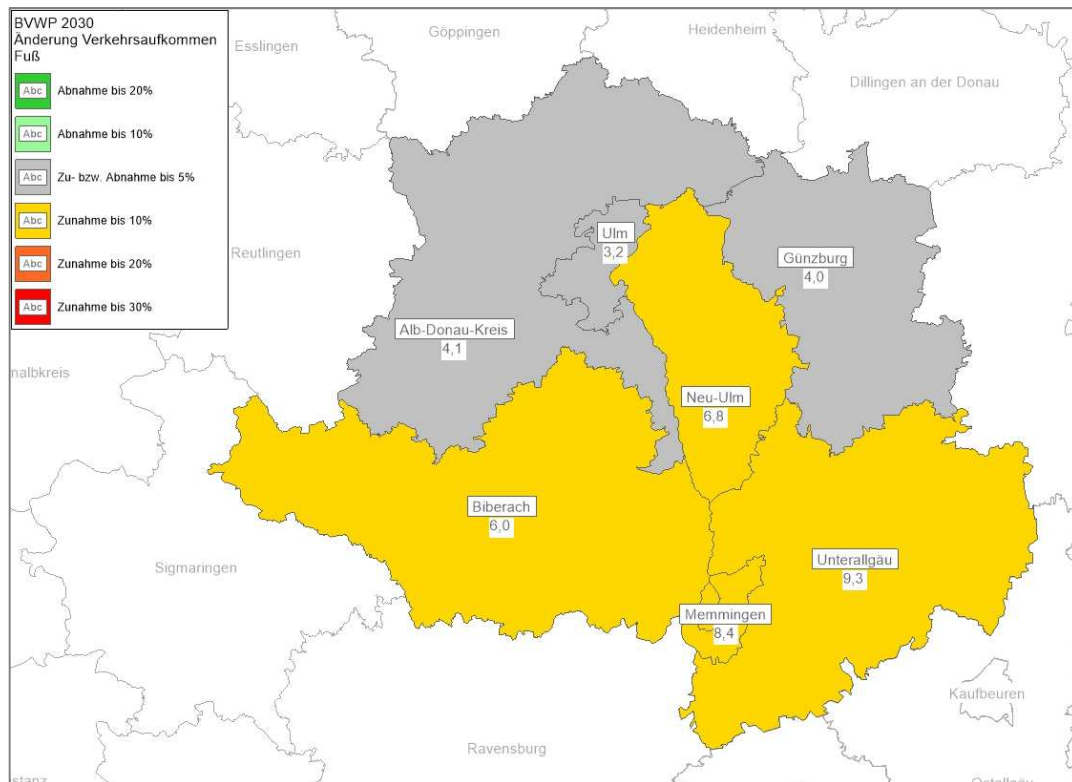 BVWP 2030
Änderung Verkehrsaufkommen
Fuß
Abc Abnahme bis 20%
Abc Abnahme bis 10%
Abc Zu- bzw. Abnahme bis 5%
Abc Zunahme bis 10%
Abc Zunahme bis 20%
Abc Zunahme bis 30%
Esslingen
Göppingen
Heidenheim
Dillingen an der Donau
Reutlingen
Ulm
3,2
Günzburg
4,0
Alb-Donau-Kreis
4,1
nalbkreis
Neu-Ulm
6,8
Biberach
6,0
Unterallgäu
9,3
Sigmaringen
Memmingen
8,4
Kaufbeuren
Ravensburg
stanz
Ostallgäu